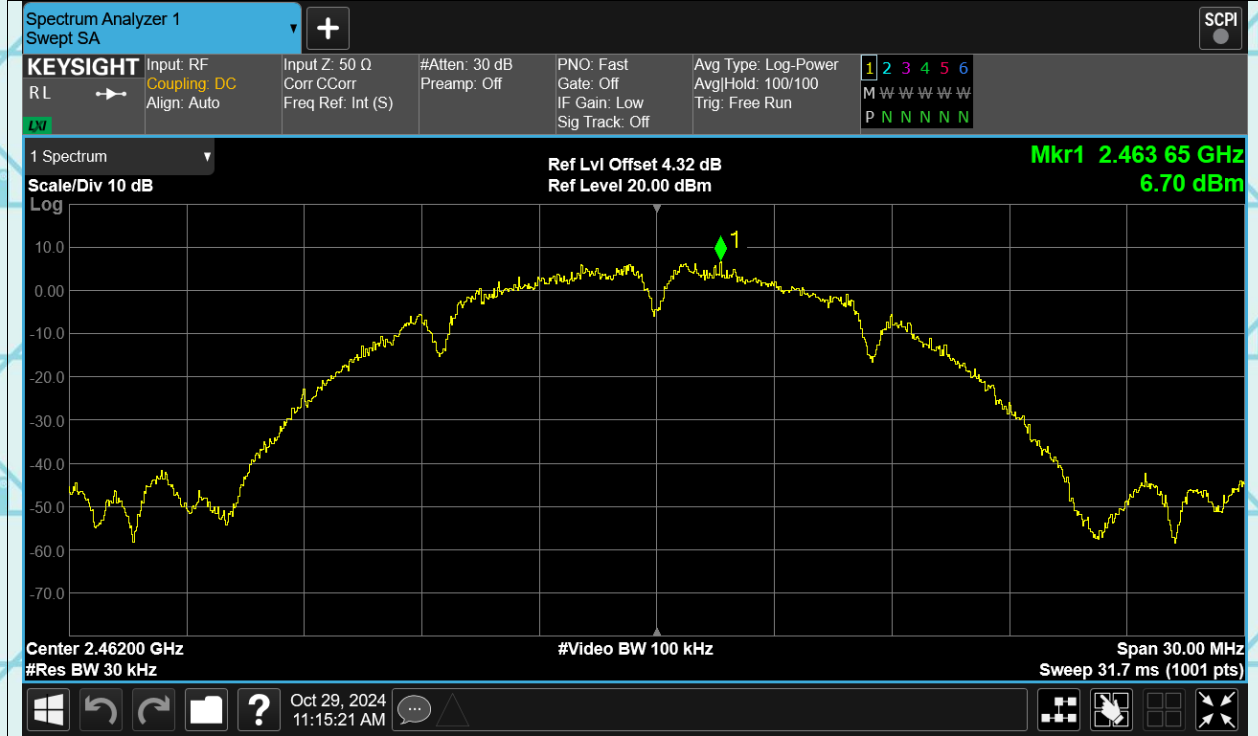 Spectrum Analyzer 1
Swept SA
SCPI
KEYSIGHT
R L
LXI
Input: RF
Coupling: DC
Align: Auto
Input Z: 50 Ω
Corr CCorr
Freq Ref: Int (S)
#Atten: 30 dB
Preamp: Off
PNO: Fast
Gate: Off
IF Gain: Low
Sig Track: Off
Avg Type: Log-Power
Avg|Hold: 100/100
Trig: Free Run
1 2 3 4 5 6
M W W W W W
P N N N N N
1 Spectrum
Ref Lvl Offset 4.32 dB
Mkr1 2.463 65 GHz
Scale/Div 10 dB
Ref Level 20.00 dBm
6.70 dBm
Log
1
10.0
0.00
-10.0
-20.0
-30.0
-40.0
-50.0
-60.0
-70.0
Center 2.46200 GHz
#Video BW 100 kHz
Span 30.00 MHz
#Res BW 30 kHz
Sweep 31.7 ms (1001 pts)
Oct 29, 2024
11:15:21 AM